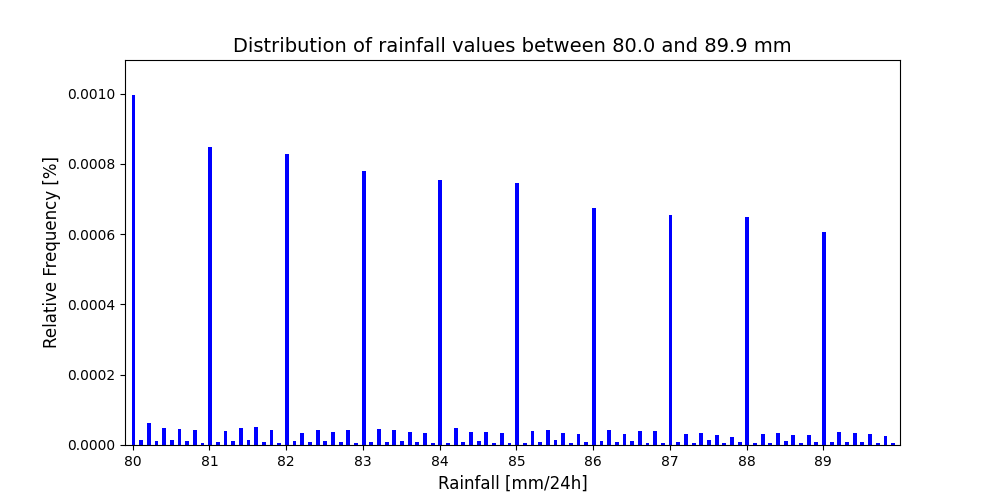 Distribution of rainfall values between 80.0 and 89.9 mm
Relative Frequency [%]
0.0010
0.0008
0.0006
0.0004
0.0002
0.0000
80 81 82 83 84 85 86 87 88 89
Rainfall [mm/24h]